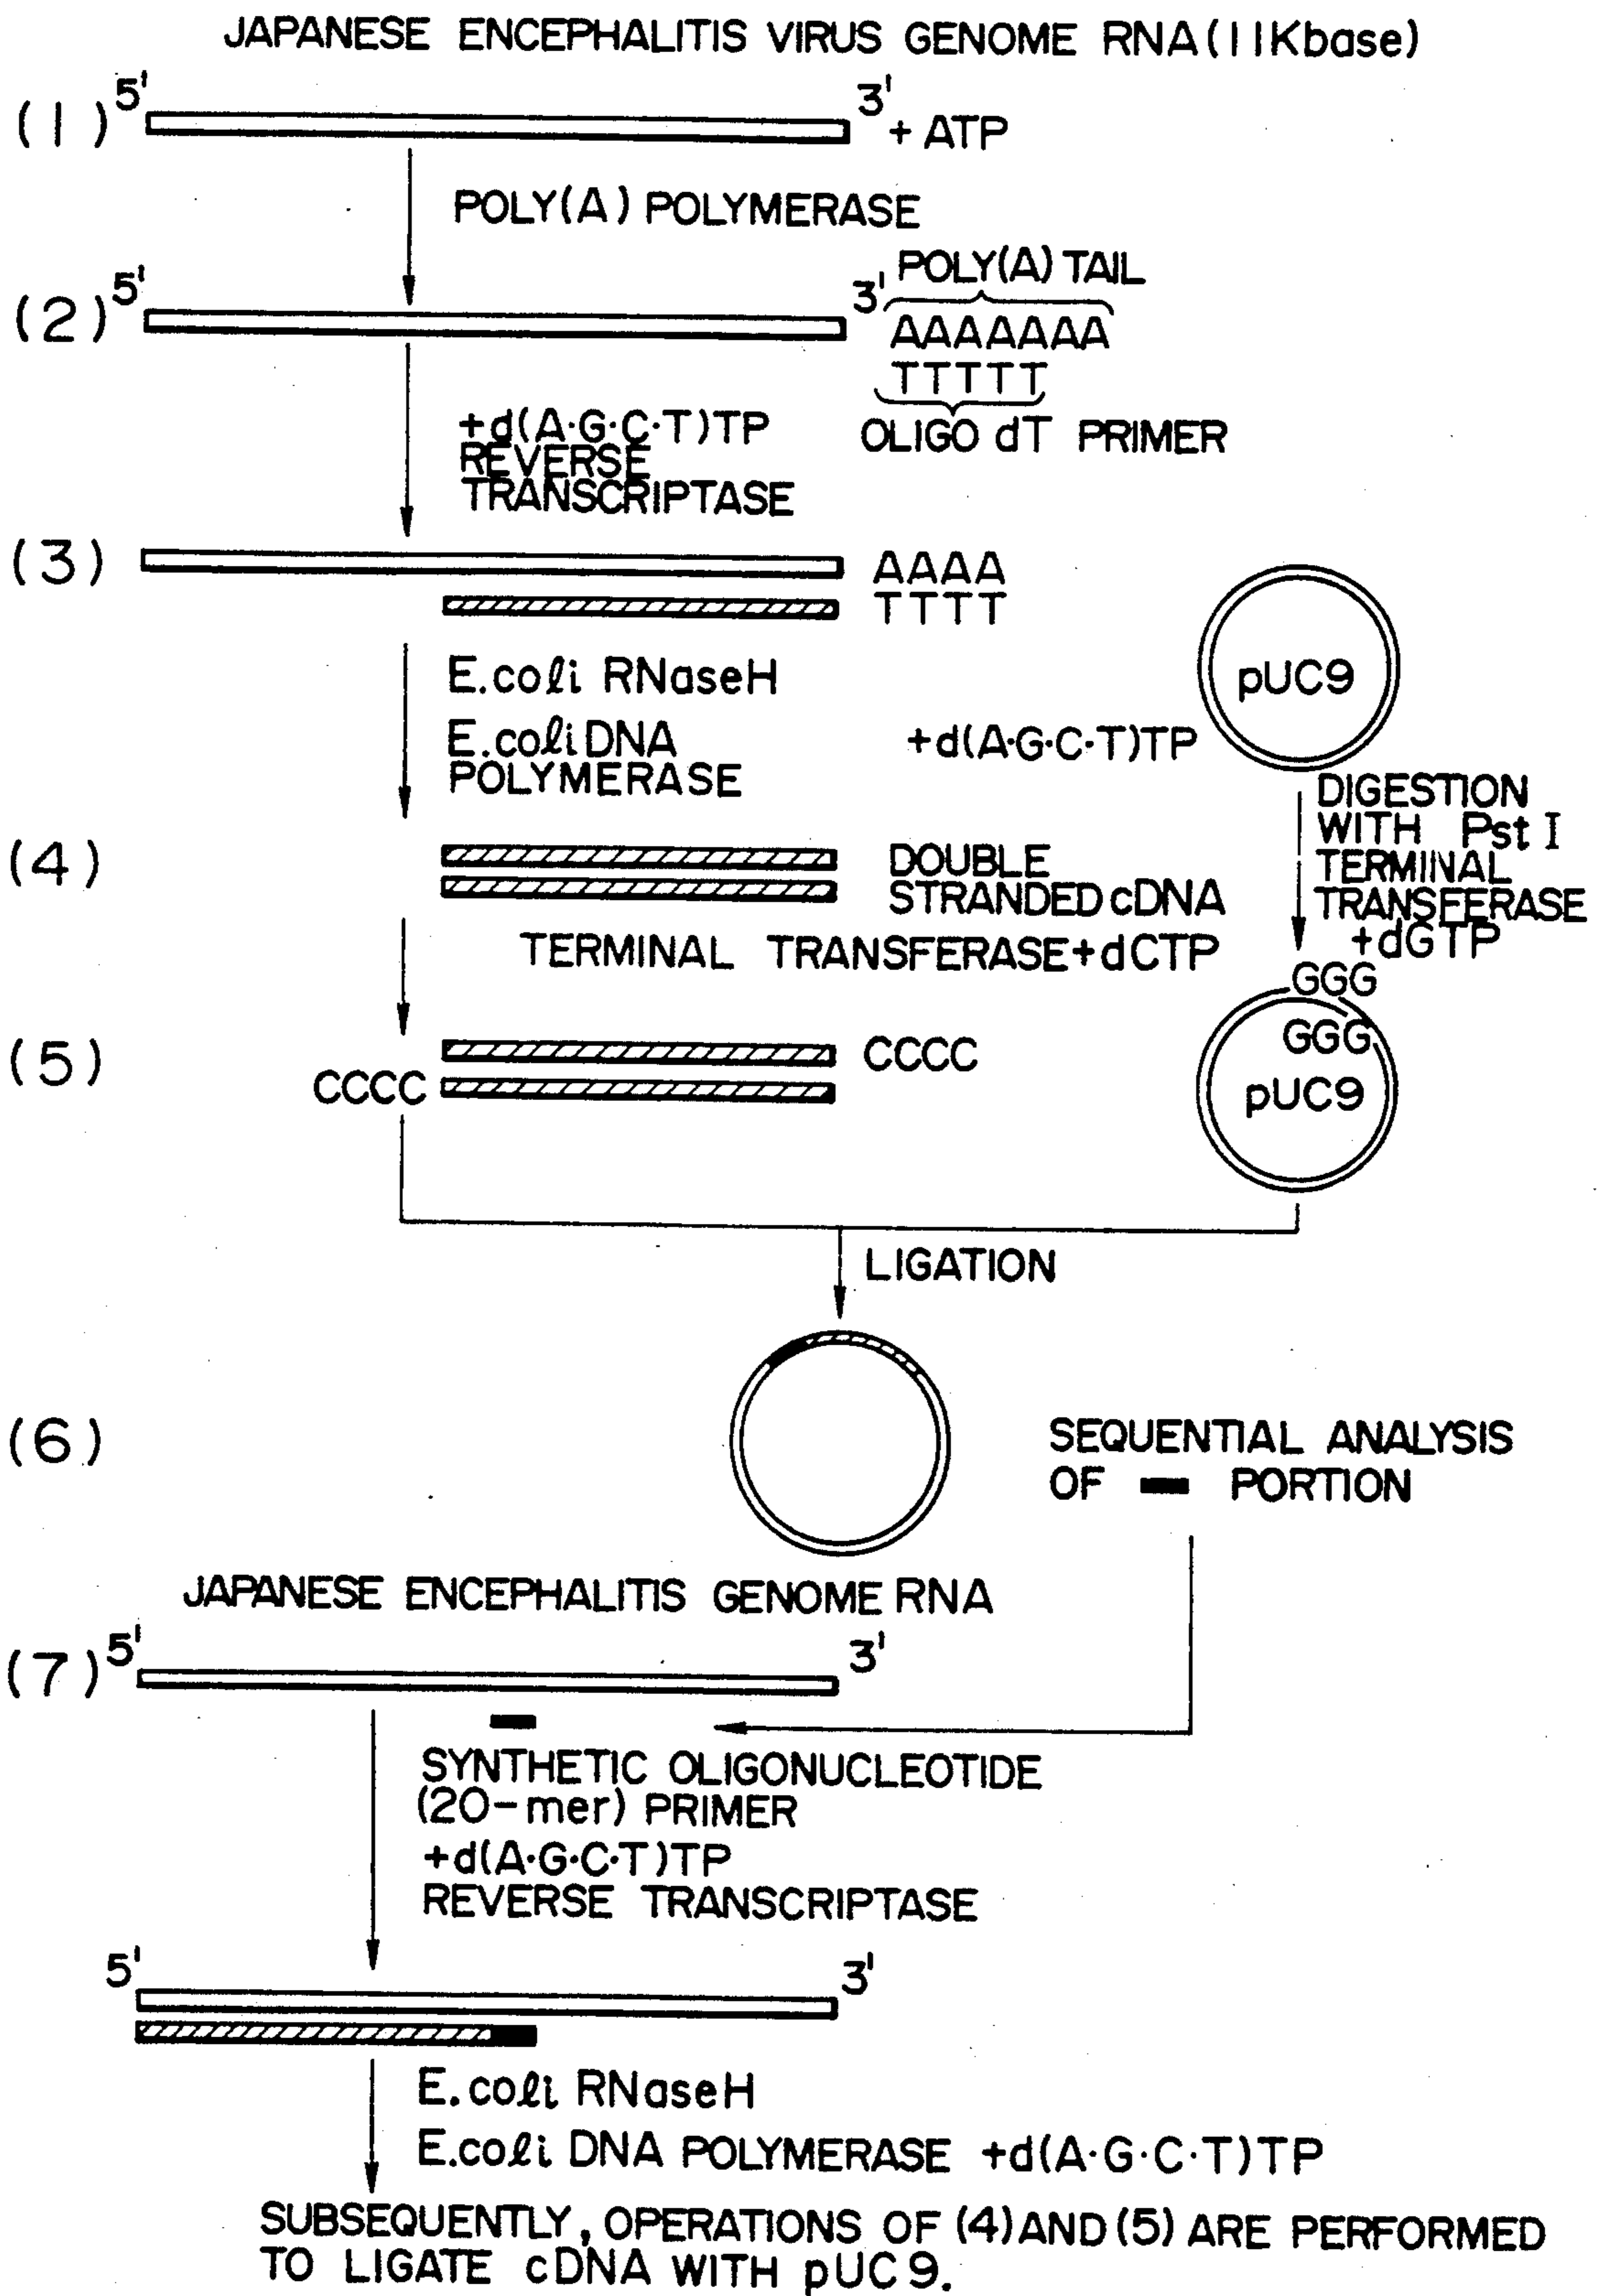 JAPANESE ENCEPHALITIS VIRUS GENOME RNA(11Kbase)
(1) 5' 3' + ATP
POLY(A) POLYMERASE
POLY(A) TAIL
(2) 5' 3' AAAAAAA
TTTTT
OLIGO dT PRIMER
+d(A·G·C·T)TP
REVERSE
TRANSCRIPTASE
(3) AAAA
TTTT
E.coli RNaseH
pUC9
E.coli DNA
POLYMERASE
+d(A·G·C·T)TP
DIGESTION
WITH Pst I
TERMINAL
TRANSFERASE
+dGTP
(4) DOUBLE
STRANDED cDNA
TERMINAL TRANSFERASE+dCTP
GGG
GGG
pUC9
(5) CCCC
CCCC
LIGATION
(6) SEQUENTIAL ANALYSIS
OF PORTION
JAPANESE ENCEPHALITIS GENOME RNA
(7) 5' 3'
SYNTHETIC OLIGONUCLEOTIDE
(20-mer) PRIMER
+d(A·G·C·T)TP
REVERSE TRANSCRIPTASE
5' 3'
E.coli RNaseH
E.coli DNA POLYMERASE +d(A·G·C·T)TP
SUBSEQUENTLY, OPERATIONS OF (4) AND (5) ARE PERFORMED
TO LIGATE cDNA WITH pUC9.